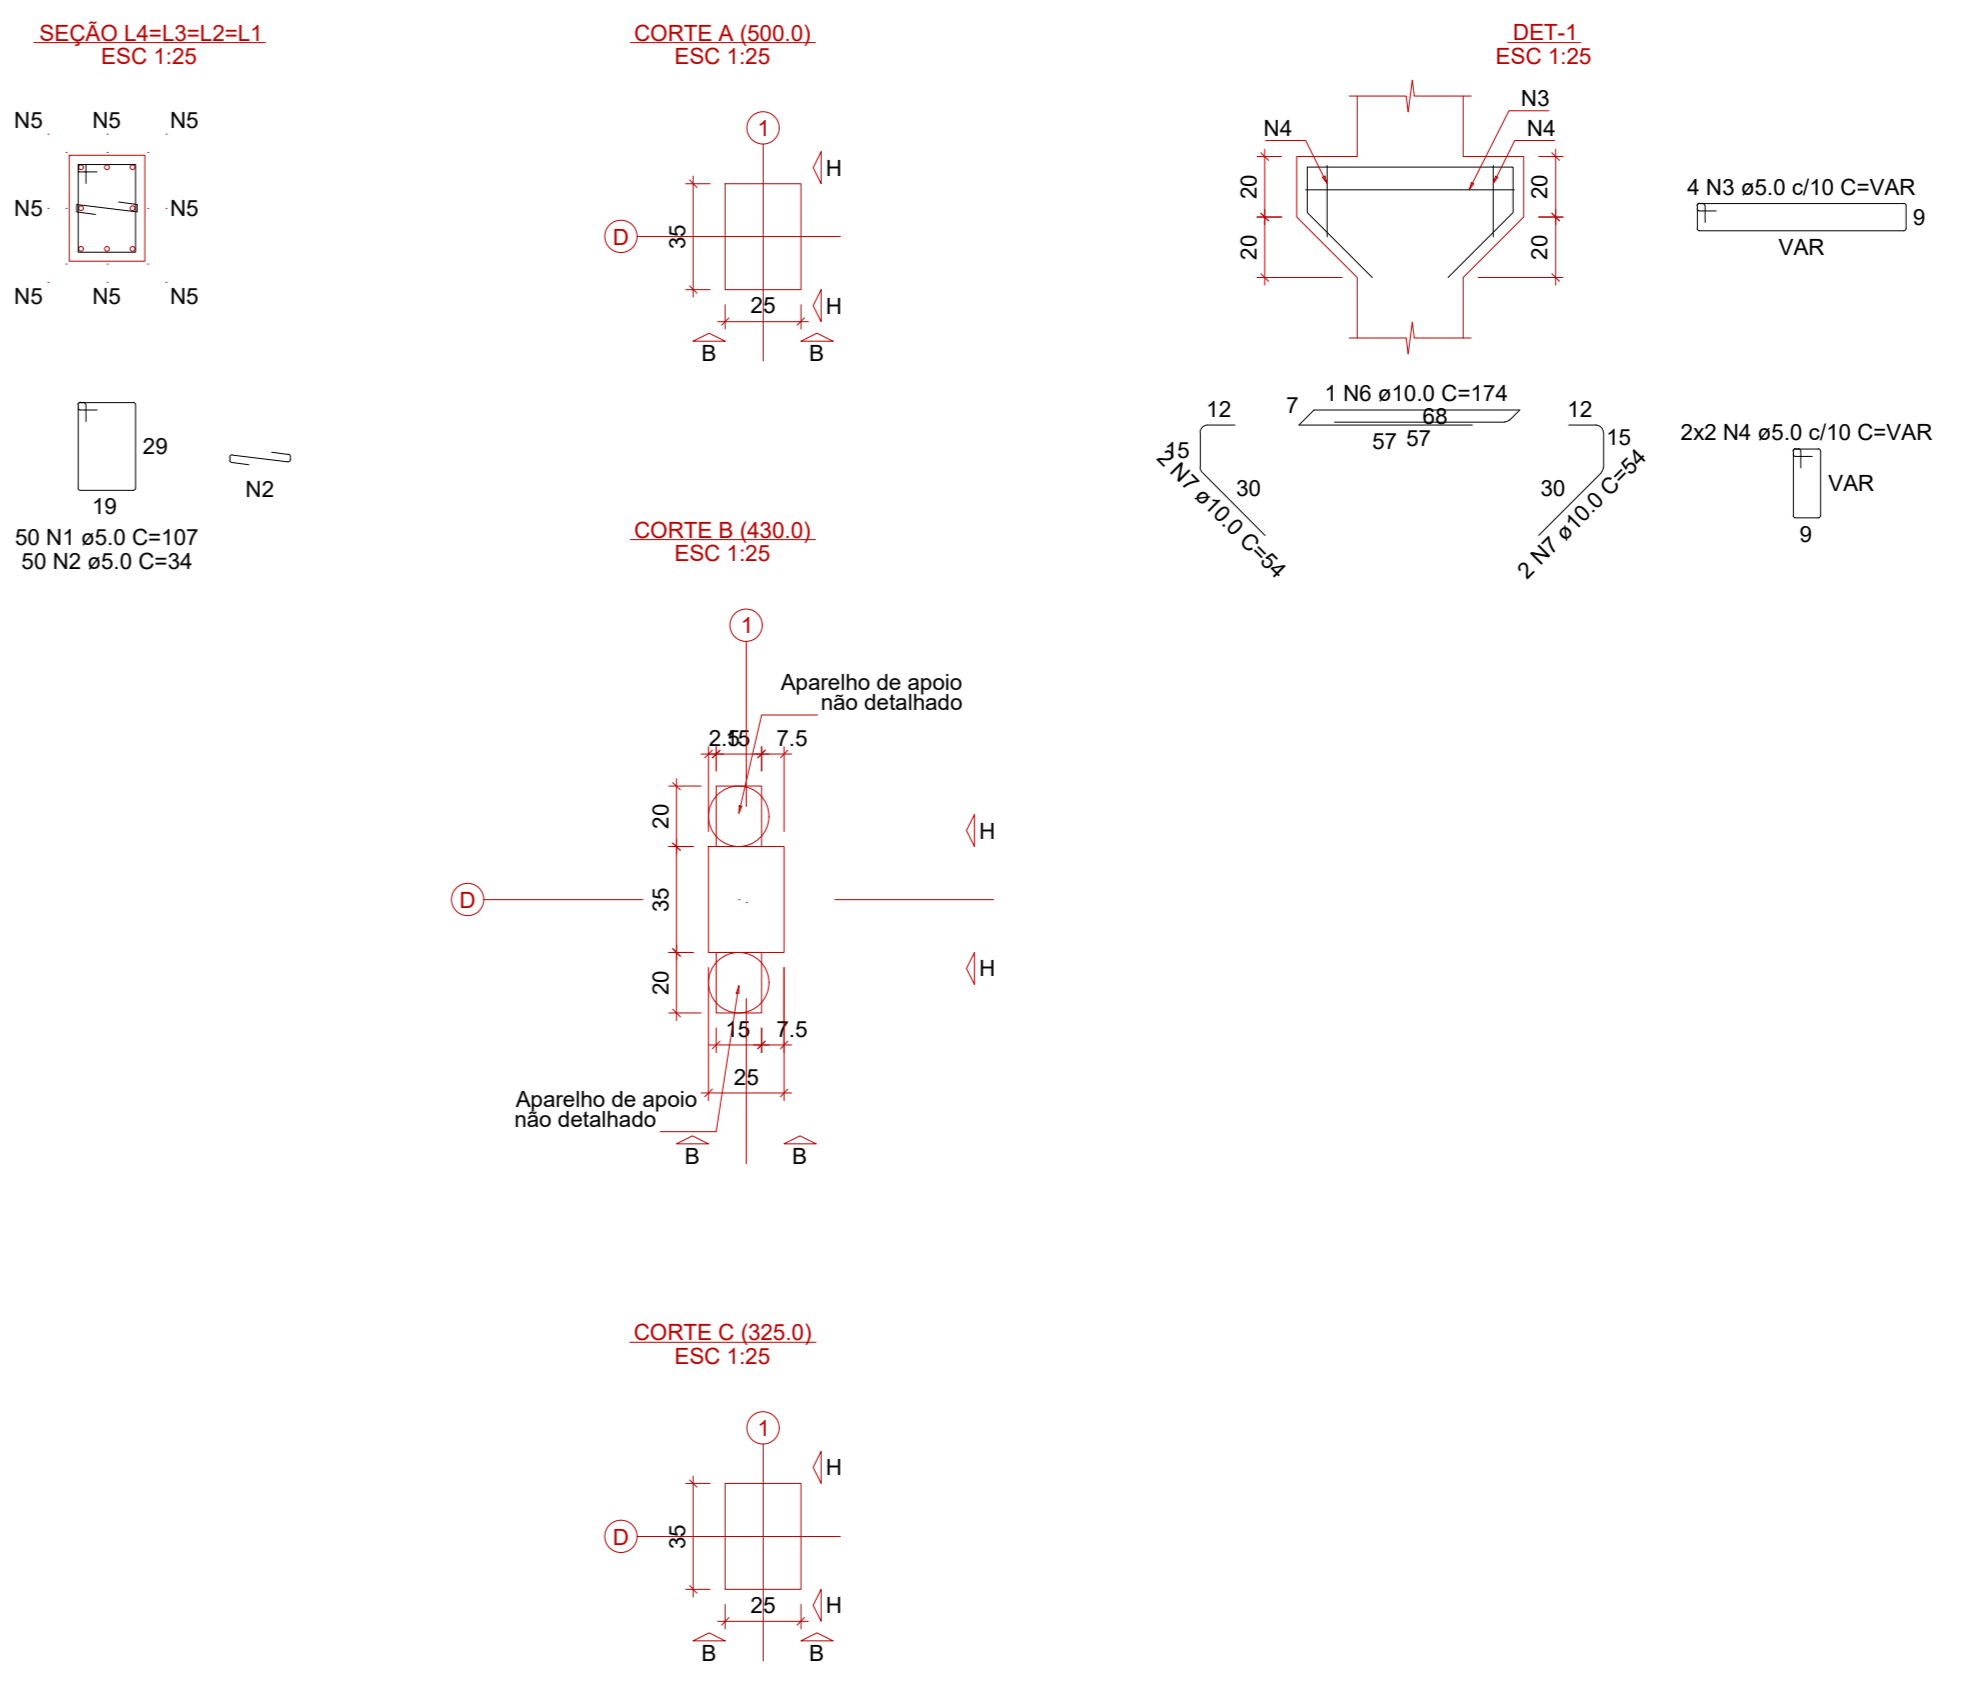 SEÇÃO L4=L3=L2=L1
ESC 1:25
N5 N5 N5
N5 N5
N5 N5 N5
29
19
N2
50 N1 ø5.0 C=107
50 N2 ø5.0 C=34
CORTE A (500.0)
ESC 1:25
1
H
D
35
25
H
B B
CORTE B (430.0)
ESC 1:25
1
Aparelho de apoio
não detalhado
2.5 15 7.5
20
H
D
35
H
20
15 7.5
25
Aparelho de apoio
não detalhado
B B
CORTE C (325.0)
ESC 1:25
1
H
D
35
25
H
B B
DET-1
ESC 1:25
N3
N4 N4
20 20
20 20
4 N3 ø5.0 c/10 C=VAR
9
VAR
1 N6 ø10.0 C=174
7
68
57 57
12
15
30
2 N7 ø10.0 C=54
12
15
30
2 N7 ø10.0 C=54
2x2 N4 ø5.0 c/10 C=VAR
VAR
9